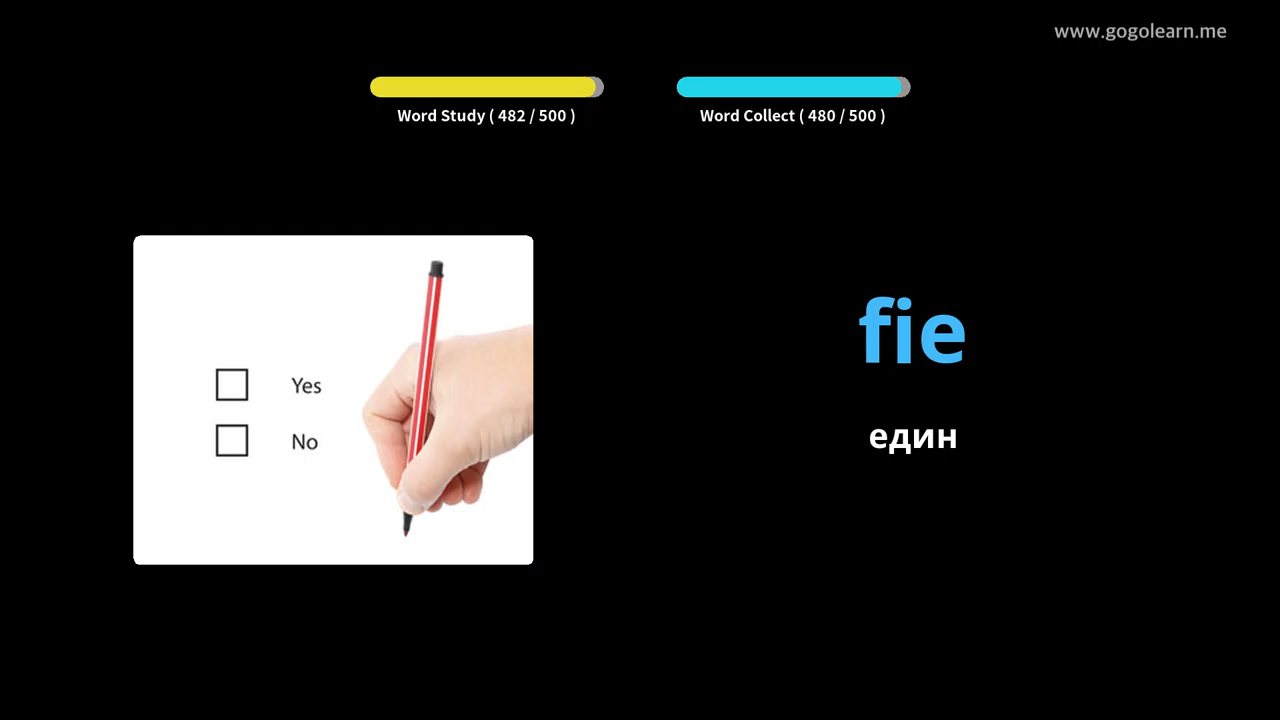 www.gogolearn.me
Word Study ( 482 / 500 )
Word Collect ( 480 / 500 )
Yes
No
fie
един